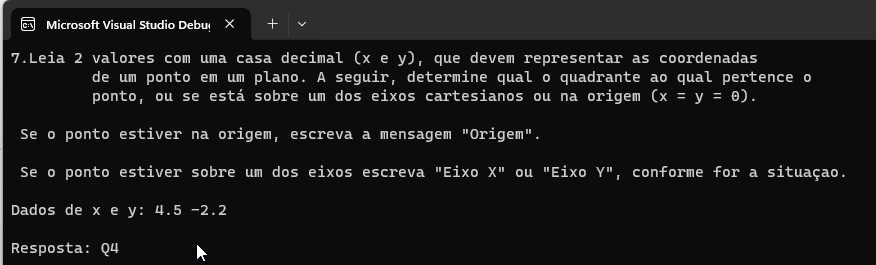 Microsoft Visual Studio Debu
7.Leia 2 valores com uma casa decimal (x e y), que devem representar as coordenadas
de um ponto em um plano. A seguir, determine qual o quadrante ao qual pertence o
ponto, ou se está sobre um dos eixos cartesianos ou na origem (x = y = 0).
Se o ponto estiver na origem, escreva a mensagem "Origem".
Se o ponto estiver sobre um dos eixos escreva "Eixo X" ou "Eixo Y", conforme for a situaçao.
Dados de x e y: 4.5 -2.2
Resposta: Q4